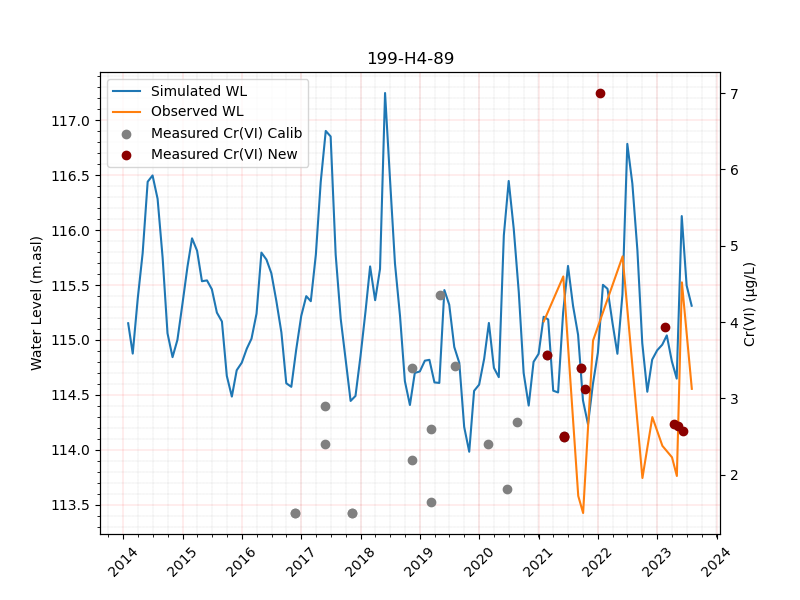 199-H4-89
Simulated WL
Observed WL
Measured Cr(VI) Calib
Measured Cr(VI) New
Water Level (m.asl)
117.0
116.5
116.0
115.5
115.0
114.5
114.0
113.5
7
6
5
4
3
2
Cr(VI) (µg/L)
2014 2015 2016 2017 2018 2019 2020 2021 2022 2023 2024